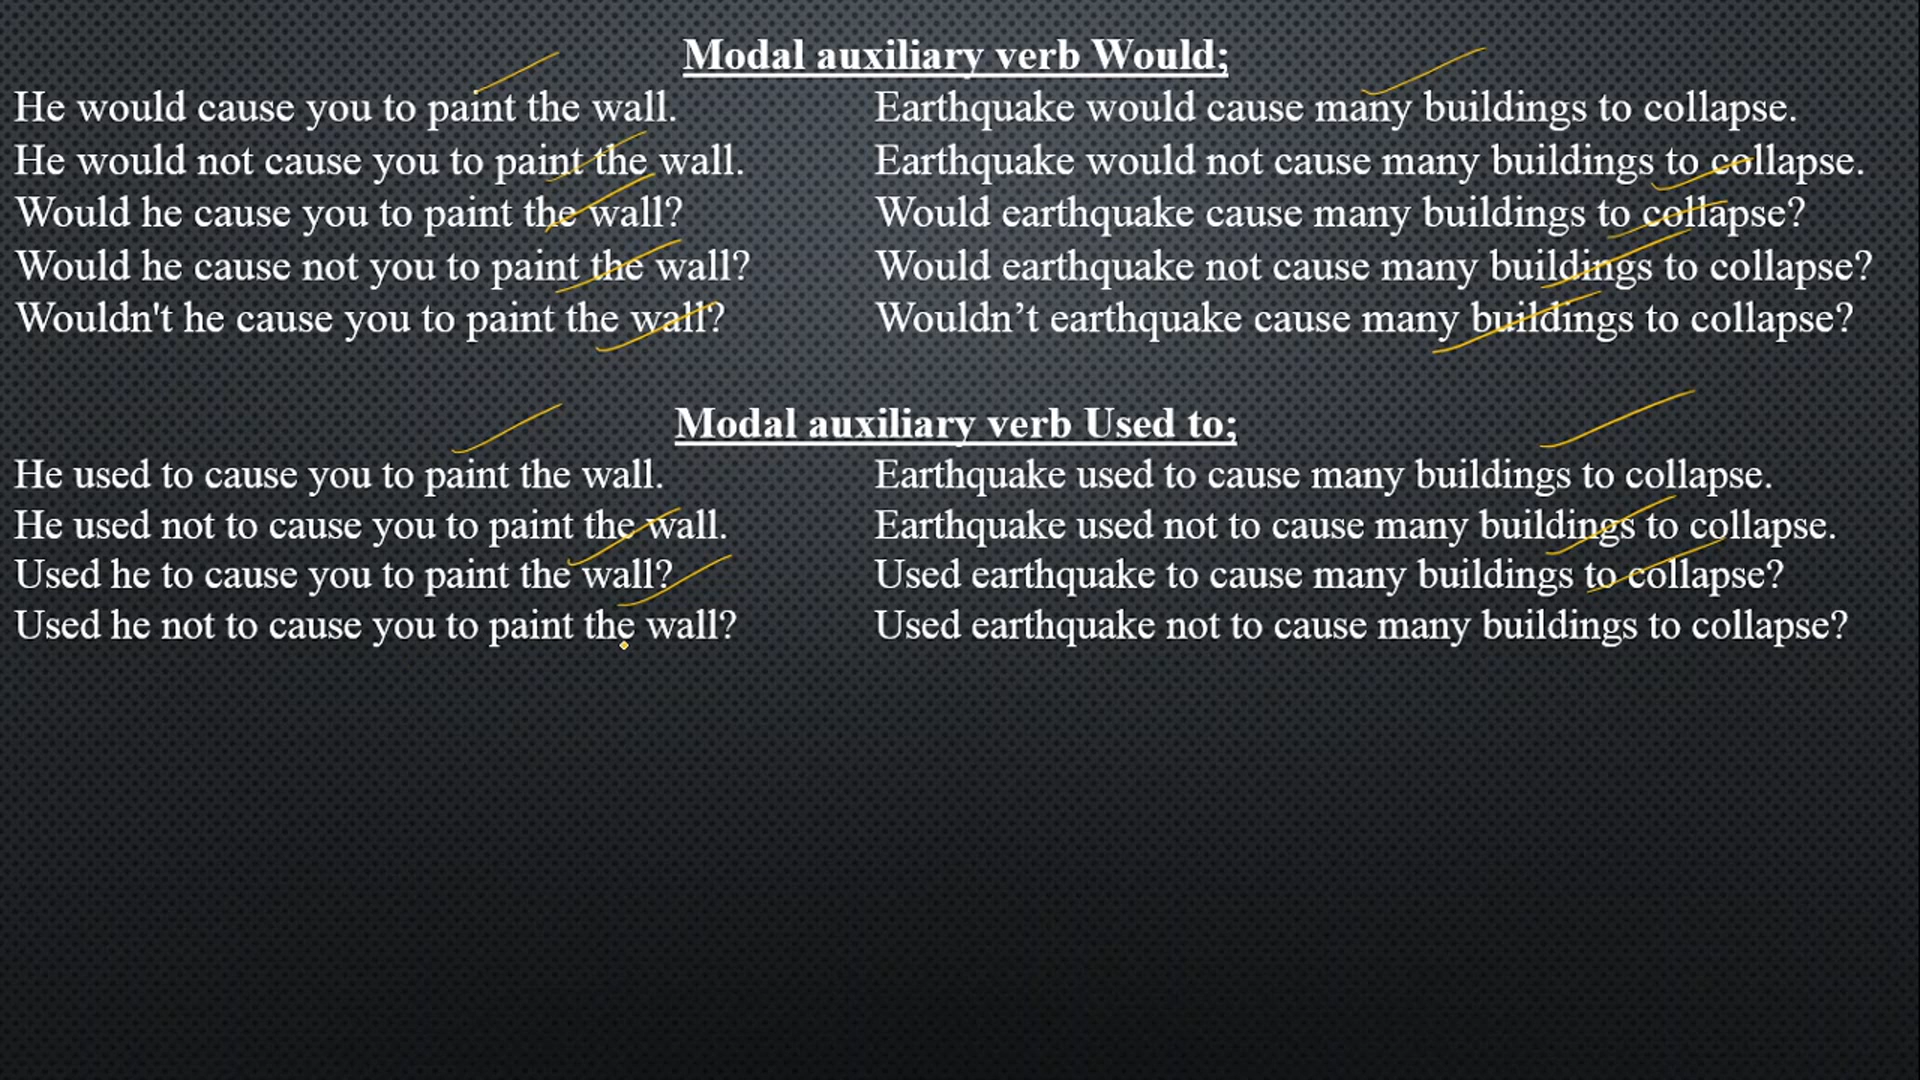 Modal auxiliary verb Would;
He would cause you to paint the wall.
Earthquake would cause many buildings to collapse.
He would not cause you to paint the wall.
Earthquake would not cause many buildings to collapse.
Would he cause you to paint the wall?
Would earthquake cause many buildings to collapse?
Would he cause not you to paint the wall?
Would earthquake not cause many buildings to collapse?
Wouldn't he cause you to paint the wall?
Wouldn’t earthquake cause many buildings to collapse?
Modal auxiliary verb Used to;
He used to cause you to paint the wall.
Earthquake used to cause many buildings to collapse.
He used not to cause you to paint the wall.
Earthquake used not to cause many buildings to collapse.
Used he to cause you to paint the wall?
Used earthquake to cause many buildings to collapse?
Used he not to cause you to paint the wall?
Used earthquake not to cause many buildings to collapse?